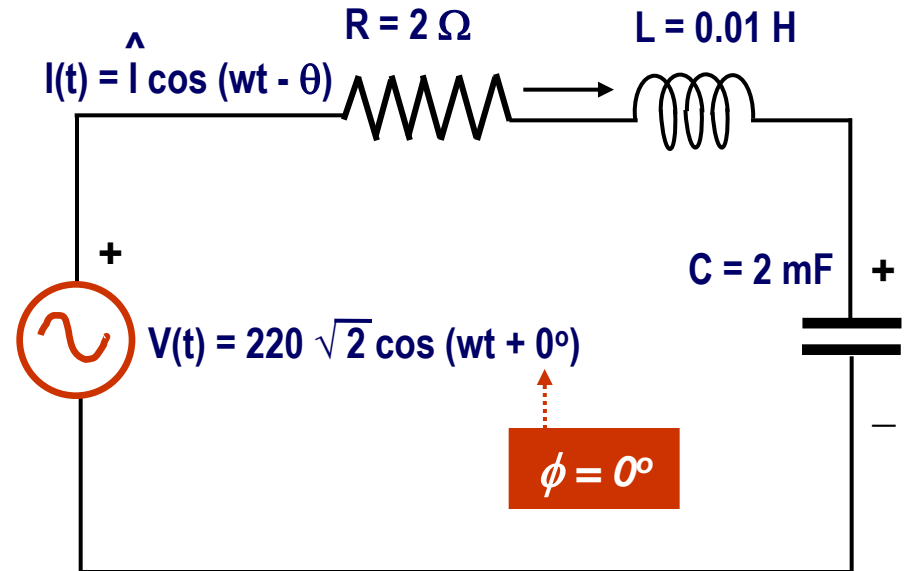 R = 2 Ω
L = 0.01 H
I(t) = Î cos (wt - θ)
+
C = 2 mF
+
V(t) = 220 √2 cos (wt + 0º)
−
ϕ = 0º